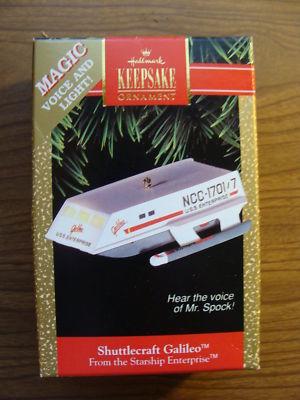 MAGIC
VOICE AND
LIGHT!
Hallmark
KEEPSAKE
ORNAMENT
NCC-1701/7
U.S.S. ENTERPRISE
Galileo
Galileo
U.S.S. ENTERPRISE
Hear the voice
of Mr. Spock!
Shuttlecraft Galileo™
From the Starship Enterprise™